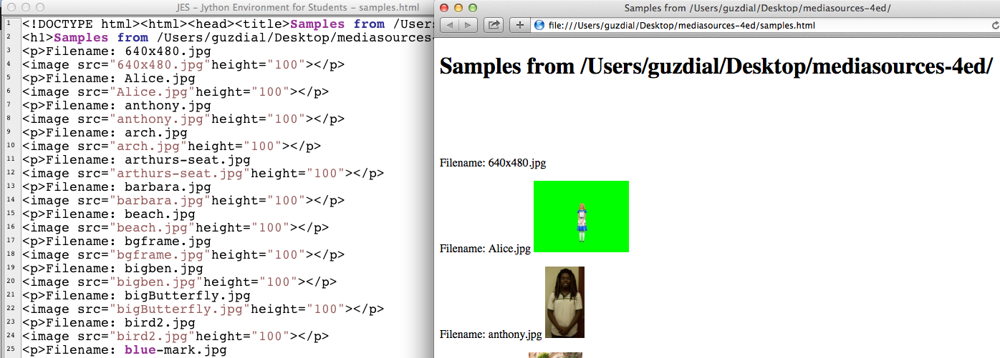 JES - Jython Environment for Students - samples.html
1 <!DOCTYPE html><html><head><title>Samples from /Users
2 <h1>Samples from /Users/guzdial/Desktop/mediasources-
3 <p>Filename: 640x480.jpg
4 <image src="640x480.jpg"height="100"></p>
5 <p>Filename: Alice.jpg
6 <image src="Alice.jpg"height="100"></p>
7 <p>Filename: anthony.jpg
8 <image src="anthony.jpg"height="100"></p>
9 <p>Filename: arch.jpg
10 <image src="arch.jpg"height="100"></p>
11 <p>Filename: arthurs-seat.jpg
12 <image src="arthurs-seat.jpg"height="100"></p>
13 <p>Filename: barbara.jpg
14 <image src="barbara.jpg"height="100"></p>
15 <p>Filename: beach.jpg
16 <image src="beach.jpg"height="100"></p>
17 <p>Filename: bgframe.jpg
18 <image src="bgframe.jpg"height="100"></p>
19 <p>Filename: bigben.jpg
20 <image src="bigben.jpg"height="100"></p>
21 <p>Filename: bigButterfly.jpg
22 <image src="bigButterfly.jpg"height="100"></p>
23 <p>Filename: bird2.jpg
24 <image src="bird2.jpg"height="100"></p>
25 <p>Filename: blue-mark.jpg
Samples from /Users/guzdial/Desktop/mediasources-4ed/
file:///Users/guzdial/Desktop/mediasources-4ed/samples.html
Samples from /Users/guzdial/Desktop/mediasources-4ed/
Filename: 640x480.jpg
Filename: Alice.jpg
Filename: anthony.jpg